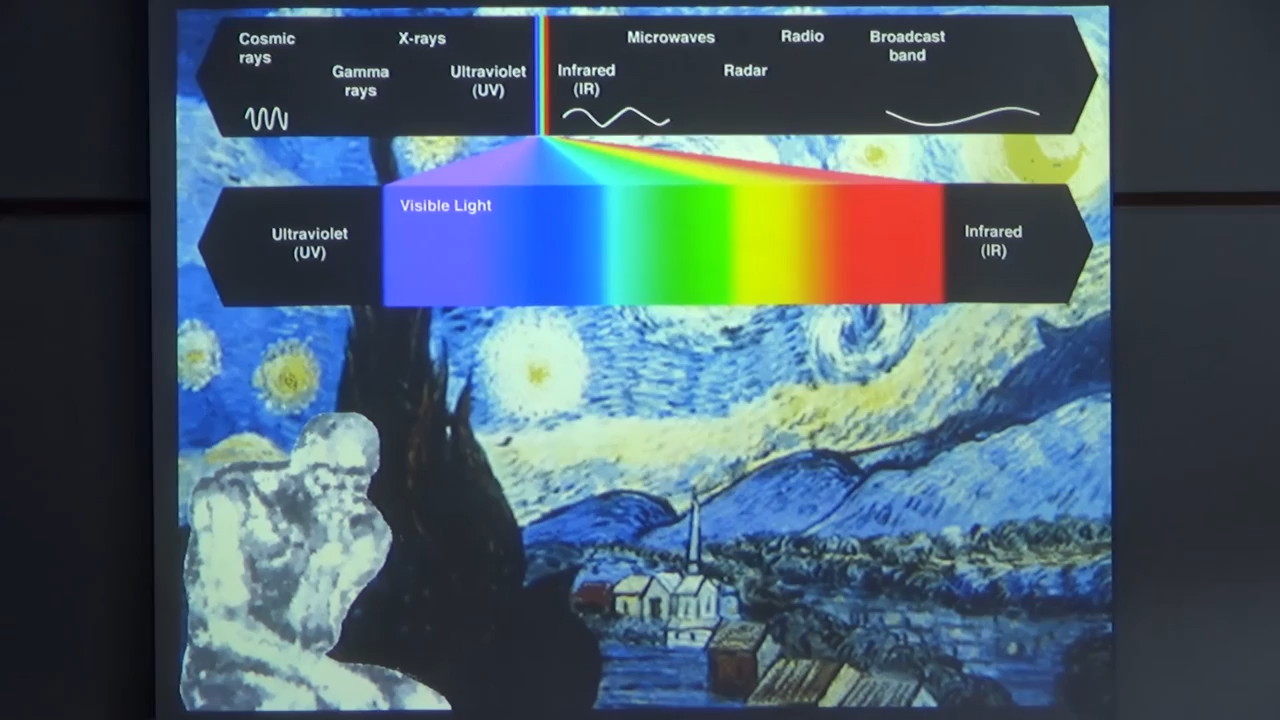 Cosmic
rays
X-rays
Gamma
rays
Ultraviolet
(UV)
Infrared
(IR)
Microwaves
Radar
Radio
Broadcast
band
Visible Light
Ultraviolet
(UV)
Infrared
(IR)